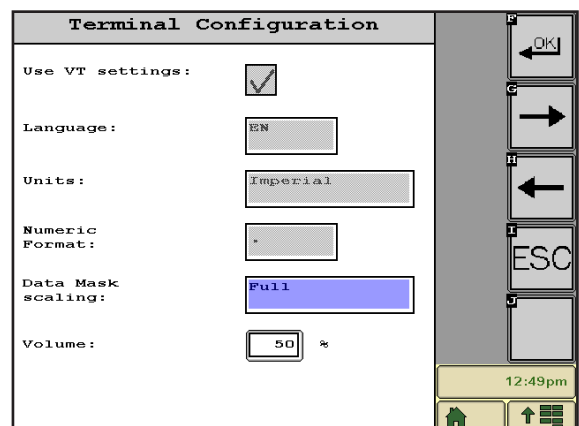 Terminal Configuration
Use VT settings:
Language: EN
Units: Imperial
Numeric
Format: .
Data Mask
scaling: Full
Volume: 50 %
F
OK
G
H
I
ESC
J
12:49pm